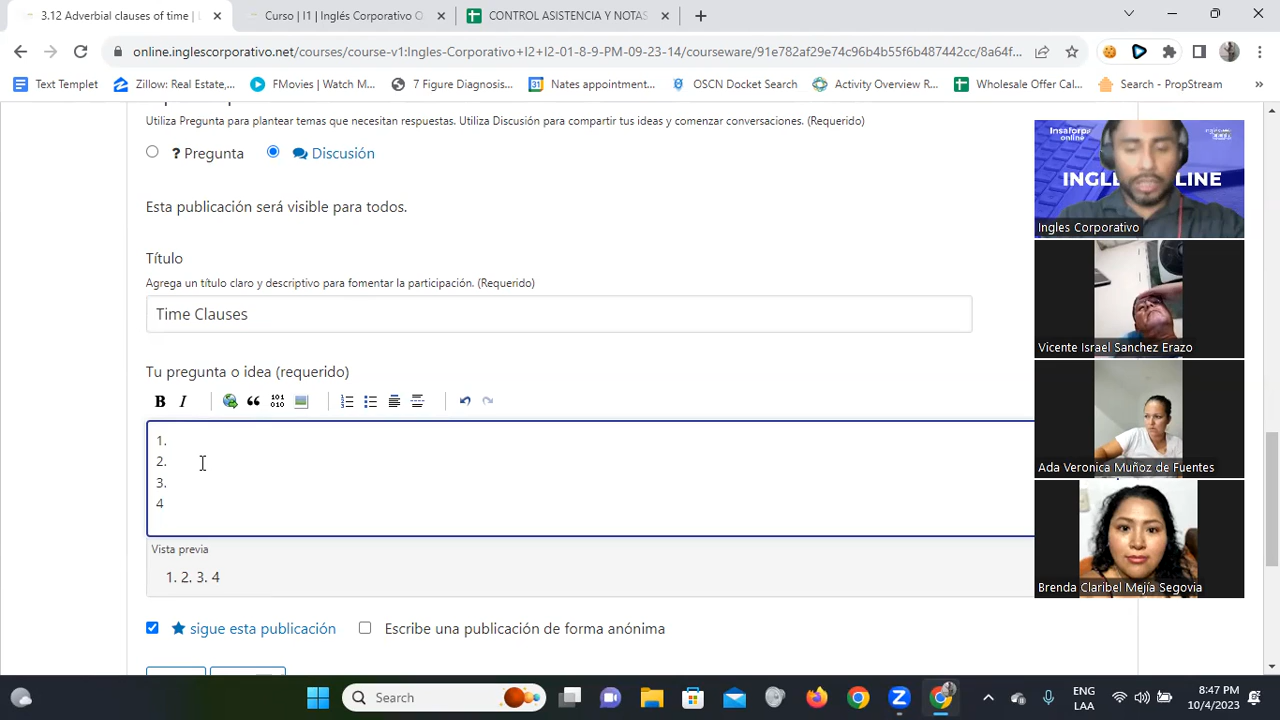 3.12 Adverbial clauses of time | L
Curso | I1 | Inglés Corporativo O
CONTROL ASISTENCIA Y NOTAS
online.inglescorporativo.net/courses/course-v1:Ingles-Corporativo+I2+I2-01-8-9-PM-09-23-14/courseware/91e782af29e74c96b4b55f6b487442cc/8a64f...
Text Templet
Zillow: Real Estate,...
FMovies | Watch M...
7 Figure Diagnosis...
Nates appointment...
OSCN Docket Search
Activity Overview R...
Wholesale Offer Cal...
Search - PropStream
Utiliza Pregunta para plantear temas que necesitan respuestas. Utiliza Discusión para compartir tus ideas y comenzar conversaciones. (Requerido)
? Pregunta
Discusión
Esta publicación será visible para todos.
Título
Agrega un título claro y descriptivo para fomentar la participación. (Requerido)
Time Clauses
Tu pregunta o idea (requerido)
B I
1.
2.
3.
4
Vista previa
1. 2. 3. 4
sigue esta publicación
Escribe una publicación de forma anónima
Insaforp
online
Ingles Corporativo
Vicente Israel Sanchez Erazo
Ada Veronica Muñoz de Fuentes
Brenda Claribel Mejía Segovia
Search
ENG
LAA
8:47 PM
10/4/2023